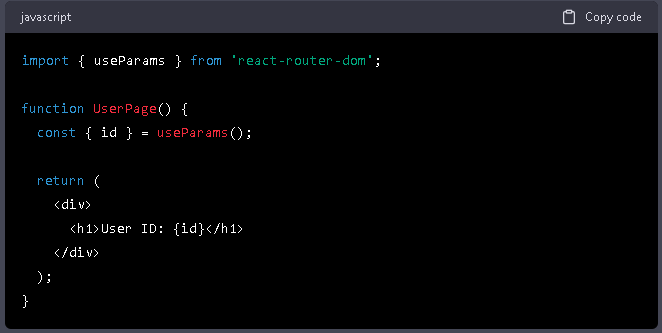 javascript
Copy code
import { useParams } from 'react-router-dom';
function UserPage() {
const { id } = useParams();
return (
<div>
<h1>User ID: {id}</h1>
</div>
);
}